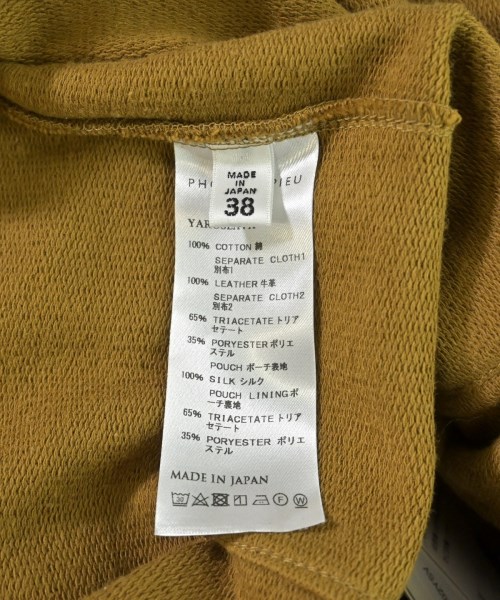 MADE
IN
JAPAN
38
100% COTTON 綿
SEPARATE CLOTH1
別布1
100% LEATHER 牛革
SEPARATE CLOTH2
別布2
65% TRIACETATE トリア
セテート
35% PORYESTER ポリエ
ステル
POUCH ポーチ表地
100% SILK シルク
POUCH LINING ポー
チ裏地
65% TRIACETATE トリア
セテート
35% PORYESTER ポリエ
ステル
MADE IN JAPAN
30
F W